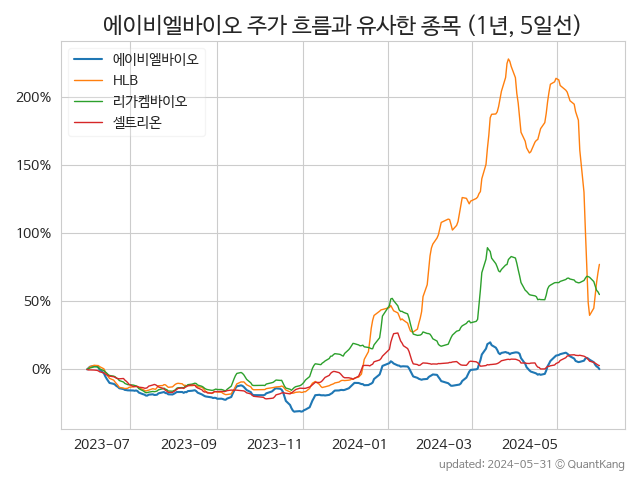 에이비엘바이오 주가 흐름과 유사한 종목 (1년, 5일선)
에이비엘바이오
HLB
리가켐바이오
셀트리온
200%
150%
100%
50%
0%
2023-07 2023-09 2023-11 2024-01 2024-03 2024-05
updated: 2024-05-31 © QuantKang